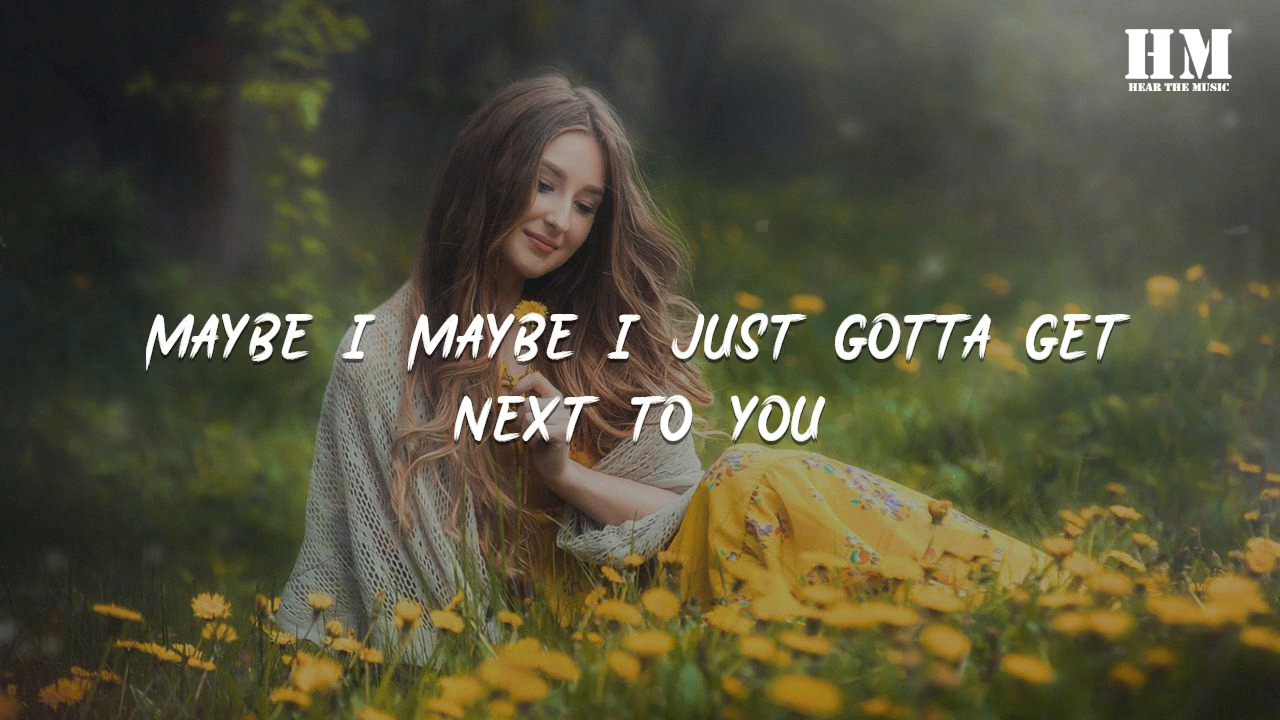 HM
HEAR THE MUSIC
MAYBE I MAYBE I JUST GOTTA GET
NEXT TO YOU